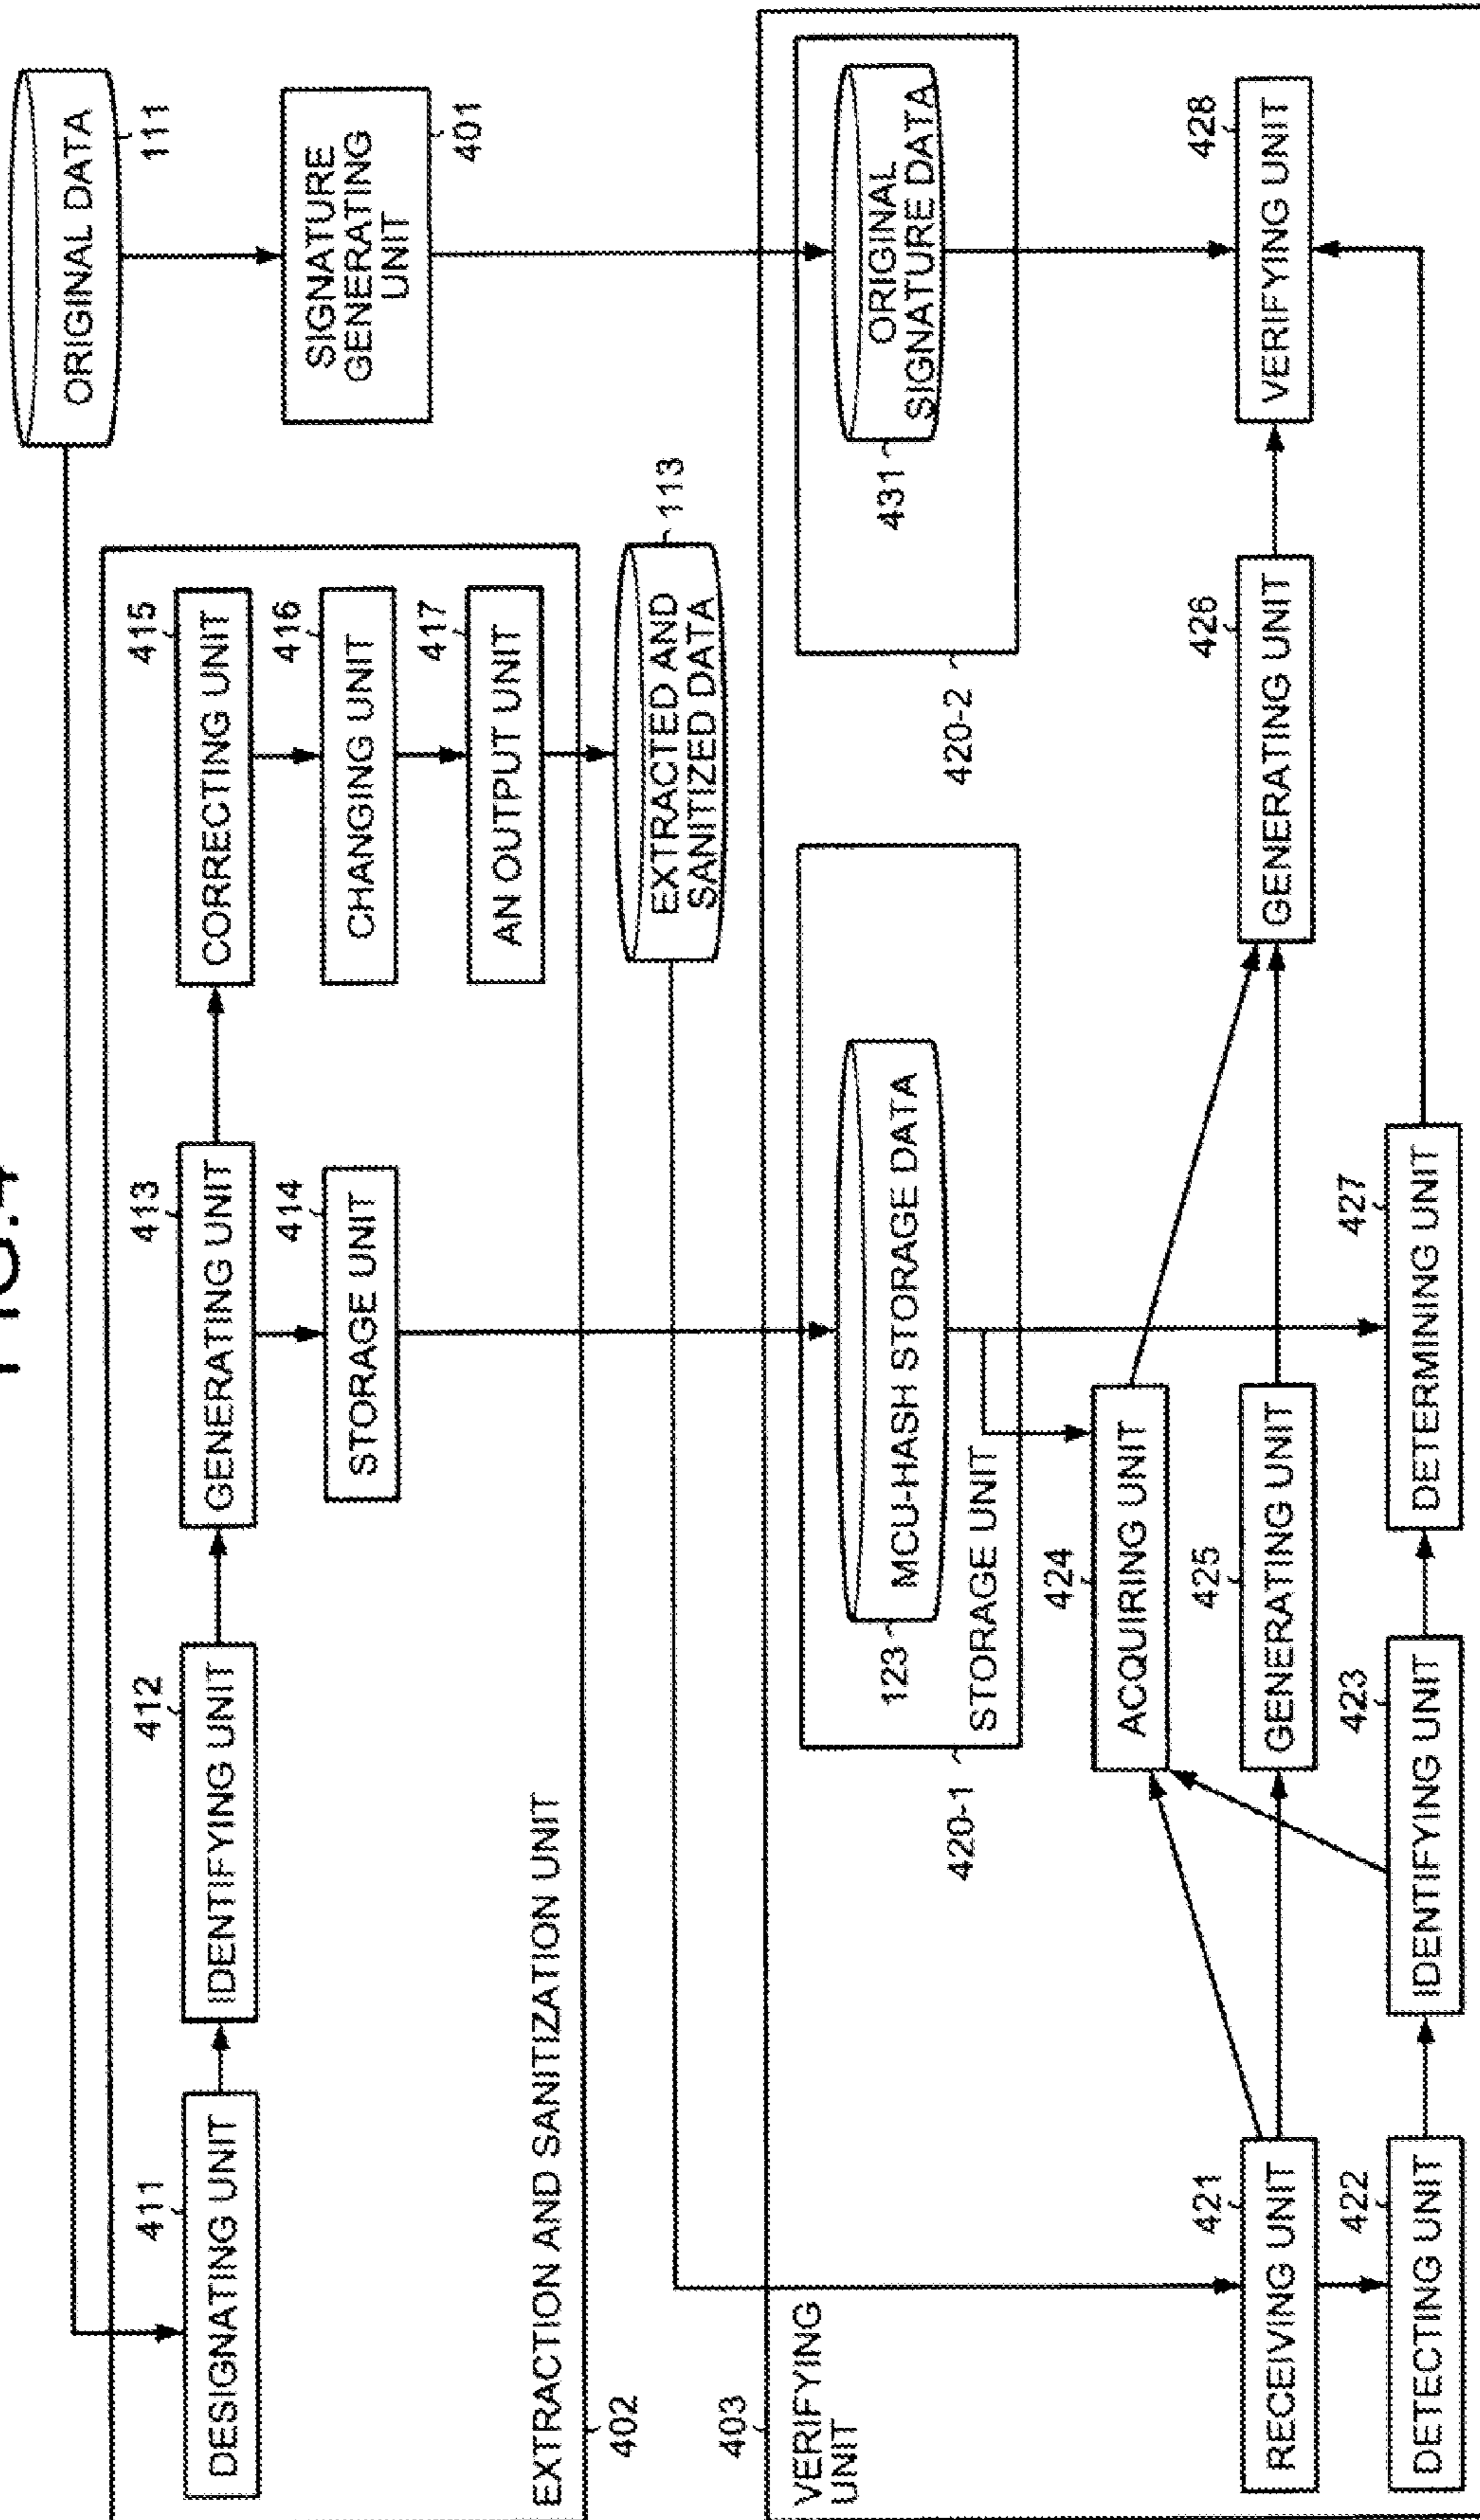 FIG.4
ORIGINAL DATA
111
SIGNATURE
GENERATING
UNIT
401
411
DESIGNATING UNIT
412
IDENTIFYING UNIT
413
GENERATING UNIT
414
STORAGE UNIT
415
CORRECTING UNIT
416
CHANGING UNIT
417
AN OUTPUT UNIT
EXTRACTION AND SANITIZATION UNIT
402
EXTRACTED AND
SANITIZED DATA
113
403
VERIFYING
UNIT
MCU-HASH STORAGE DATA
123
STORAGE UNIT
420-1
ORIGINAL
SIGNATURE DATA
431
420-2
424
ACQUIRING UNIT
421
RECEIVING UNIT
425
GENERATING UNIT
426
GENERATING UNIT
428
VERIFYING UNIT
422
DETECTING UNIT
423
IDENTIFYING UNIT
427
DETERMINING UNIT